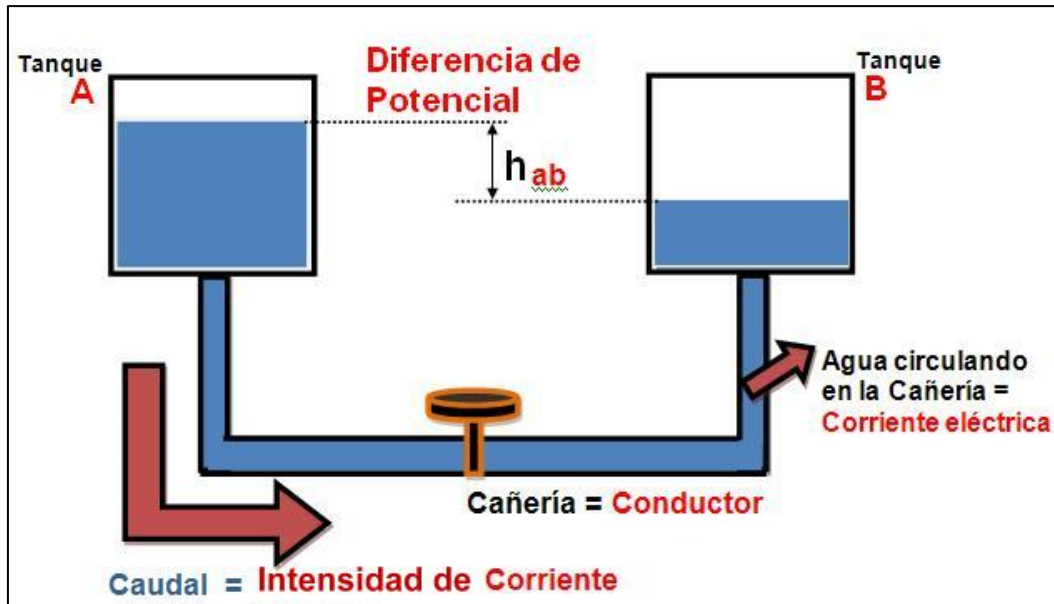 Tanque
A
Diferencia de
Potencial
h ab
Tanque
B
Agua circulando
en la Cañería =
Corriente eléctrica
Cañería = Conductor
Caudal = Intensidad de Corriente